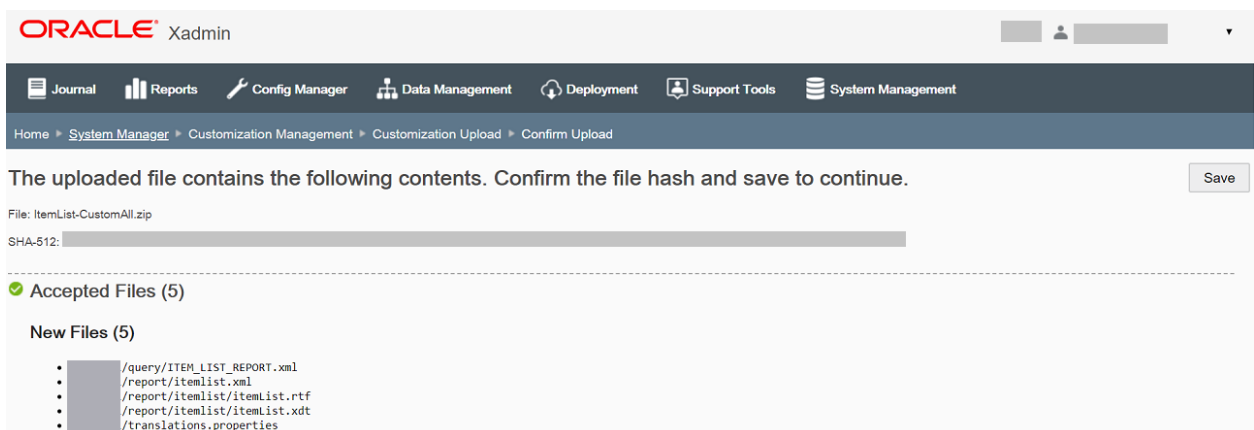 ORACLE Xadmin
Journal Reports Config Manager Data Management Deployment Support Tools System Management
Home System Manager Customization Management Customization Upload Confirm Upload
The uploaded file contains the following contents. Confirm the file hash and save to continue. Save
File: ItemList-CustomAll.zip
SHA-512:
Accepted Files (5)
New Files (5)
/query/ITEM_LIST_REPORT.xml
/report/itemlist.xml
/report/itemlist/itemList.rtf
/report/itemlist/itemList.xdt
/translations.properties